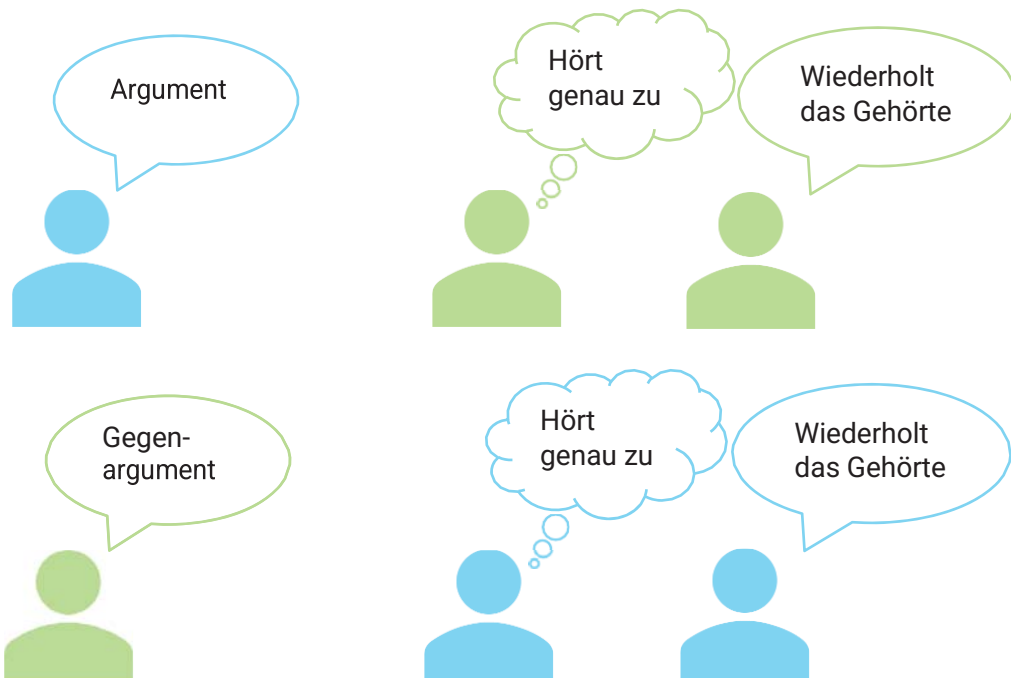 Argument
Hört
genau zu
Wiederholt
das Gehörte
Gegen-
argument
Hört
genau zu
Wiederholt
das Gehörte